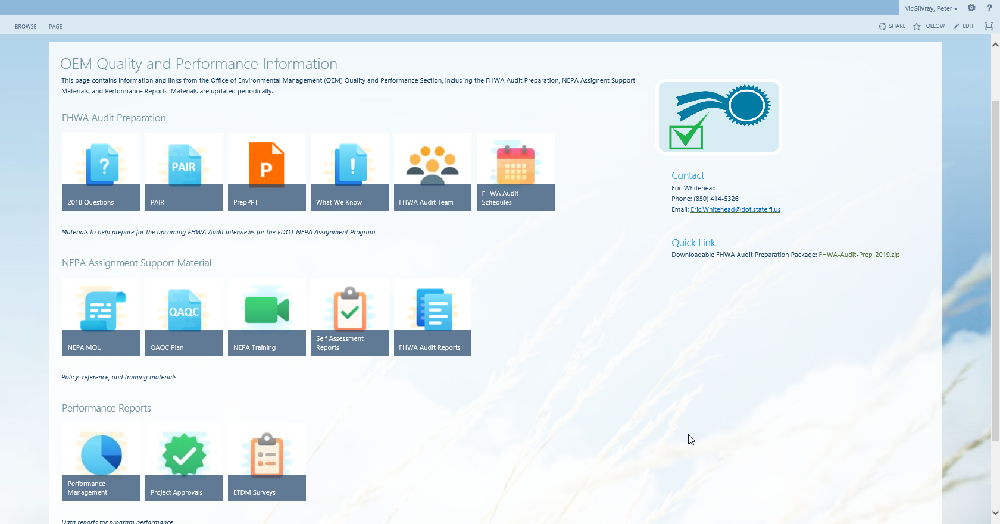 McGilvray, Peter
?
BROWSE PAGE
SHARE FOLLOW EDIT
OEM Quality and Performance Information
This page contains information and links from the Office of Environmental Management (OEM) Quality and Performance Section, including the FHWA Audit Preparation, NEPA Assignent Support
Materials, and Performance Reports. Materials are updated periodically.
FHWA Audit Preparation
?
2018 Questions
PAIR
PAIR
P
PrepPPT
!
What We Know
FHWA Audit Team
FHWA Audit
Schedules
Materials to help prepare for the upcoming FHWA Audit Interviews for the FDOT NEPA Assignment Program
NEPA Assignment Support Material
NEPA MOU
QAQC
QAQC Plan
NEPA Training
Self Assessment
Reports
FHWA Audit Reports
Policy, reference, and training materials
Performance Reports
Performance
Management
Project Approvals
ETDM Surveys
Data reports for program performance
Contact
Eric Whitehead
Phone: (850) 414-5326
Email: Eric.Whitehead@dot.state.fl.us
Quick Link
Downloadable FHWA Audit Preparation Package: FHWA-Audit-Prep_2019.zip